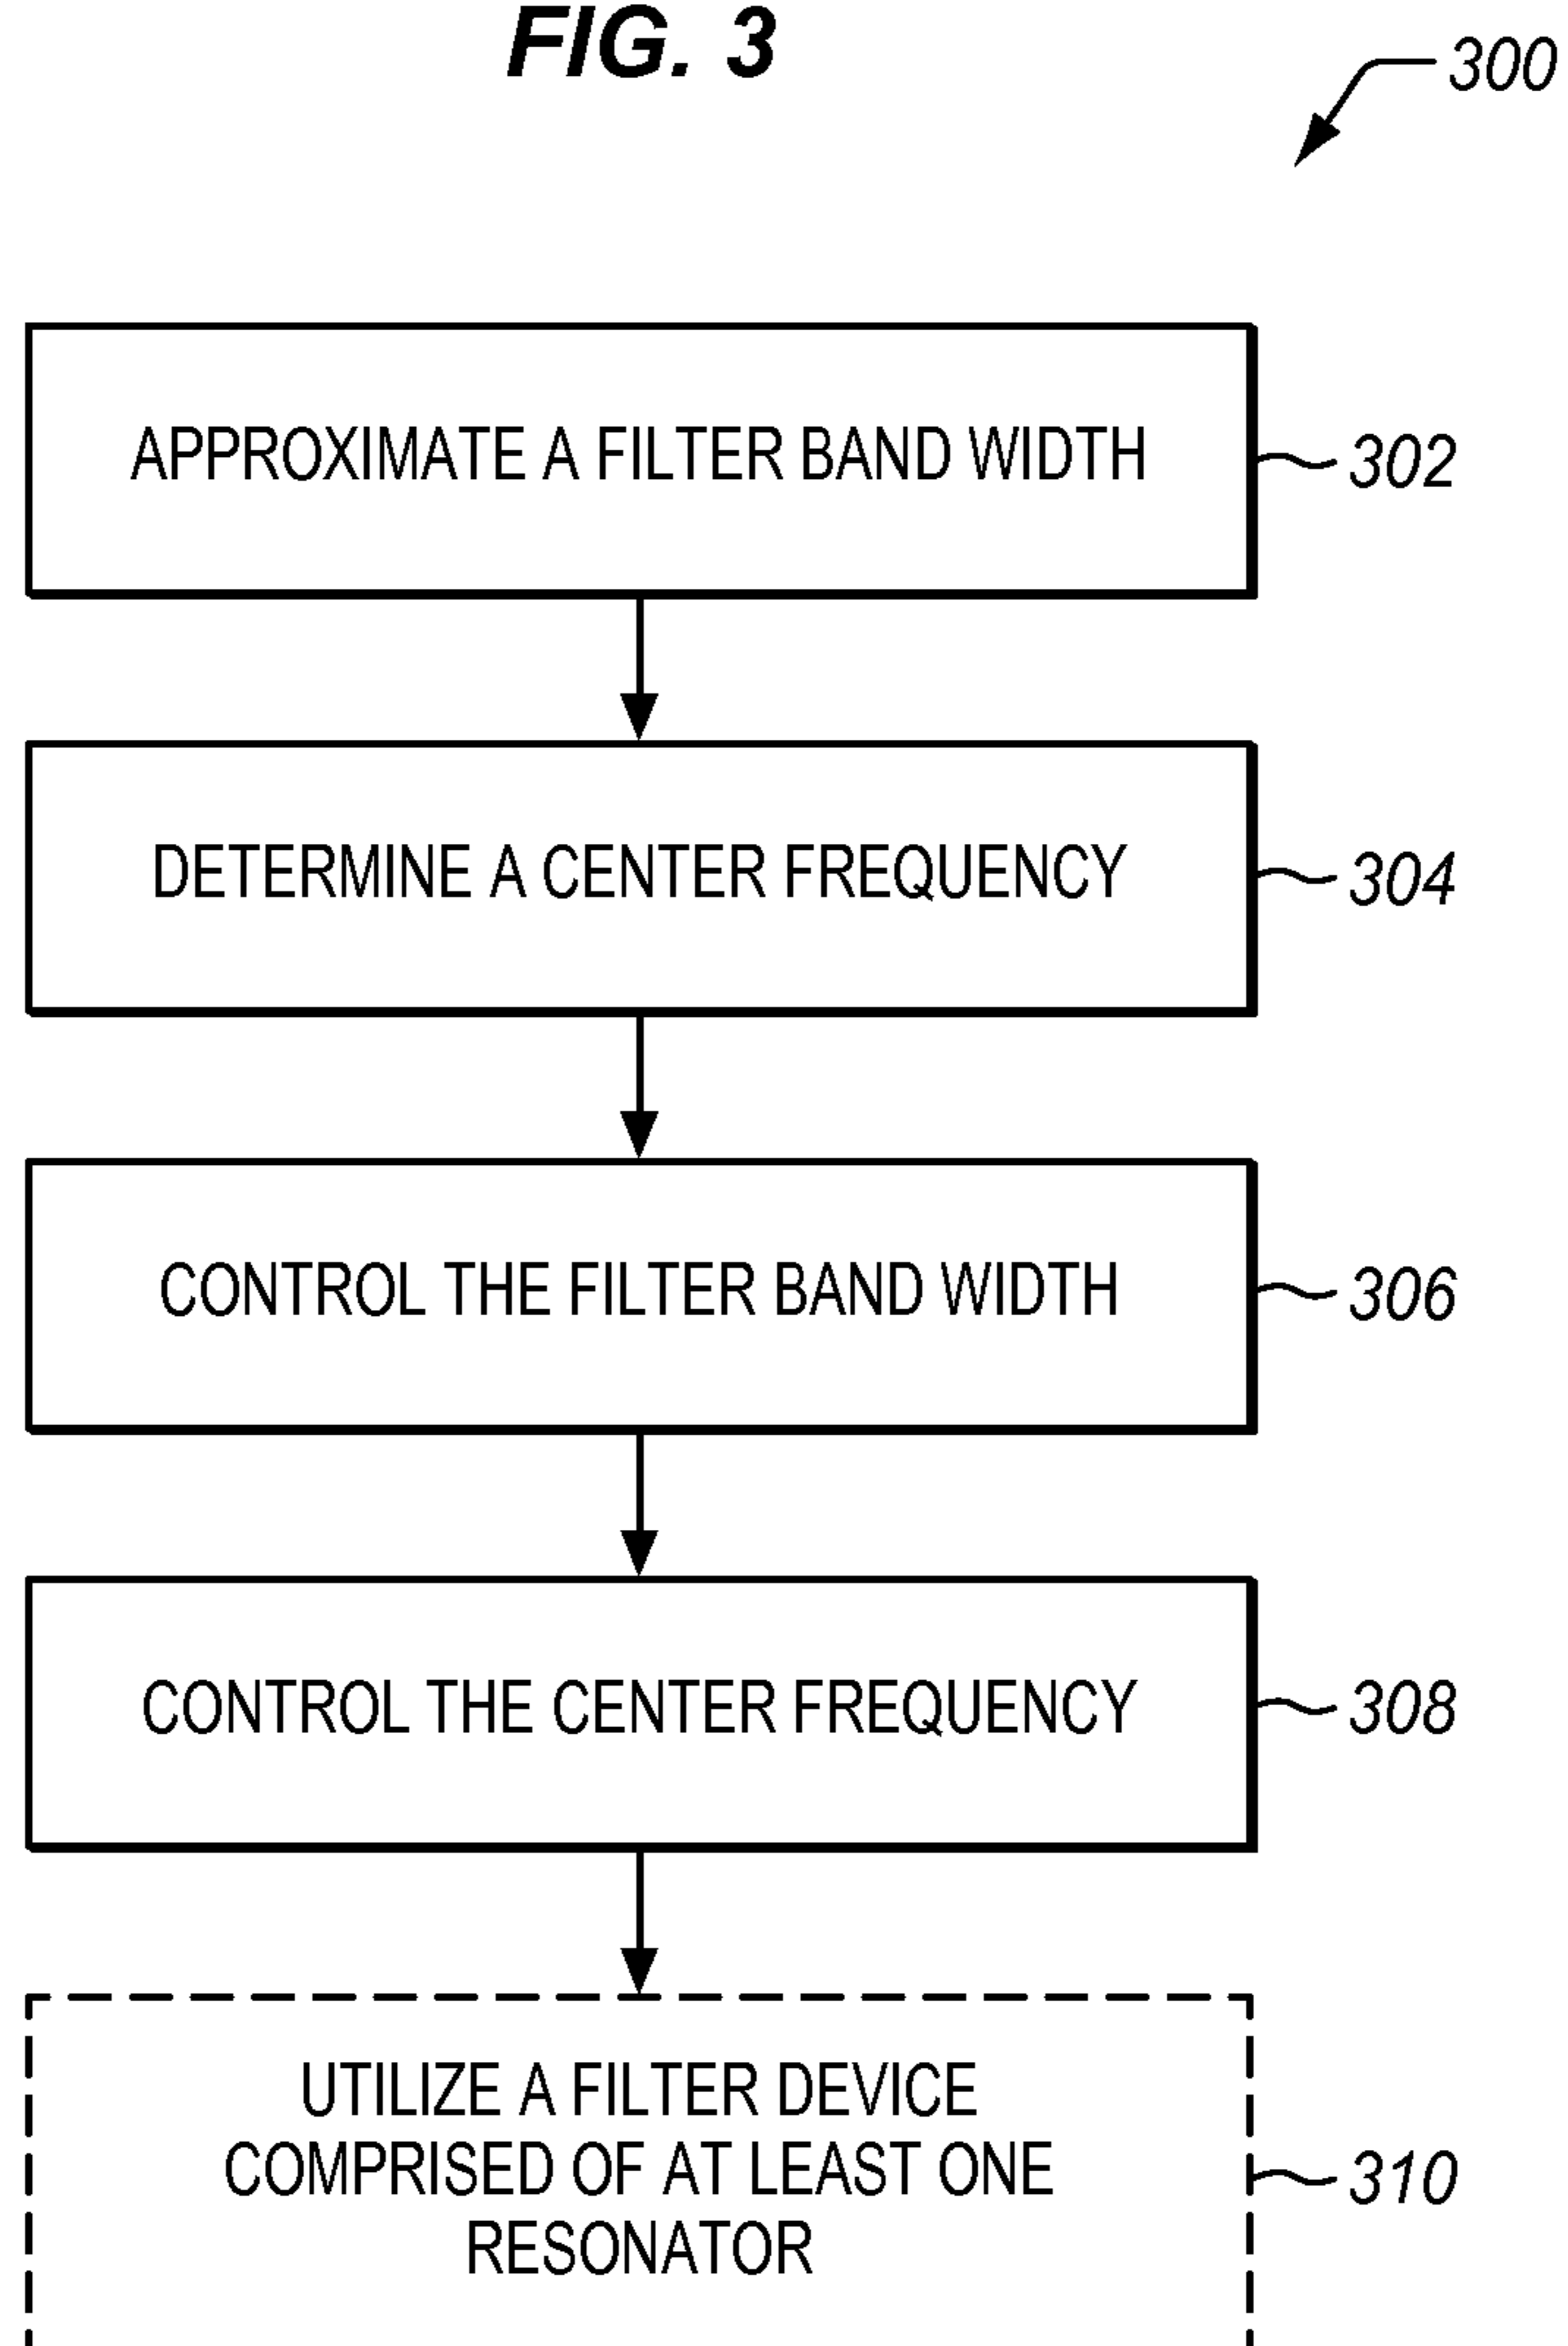 FIG. 3
300
APPROXIMATE A FILTER BAND WIDTH
302
DETERMINE A CENTER FREQUENCY
304
CONTROL THE FILTER BAND WIDTH
306
CONTROL THE CENTER FREQUENCY
308
UTILIZE A FILTER DEVICE
COMPRISED OF AT LEAST ONE
RESONATOR
310